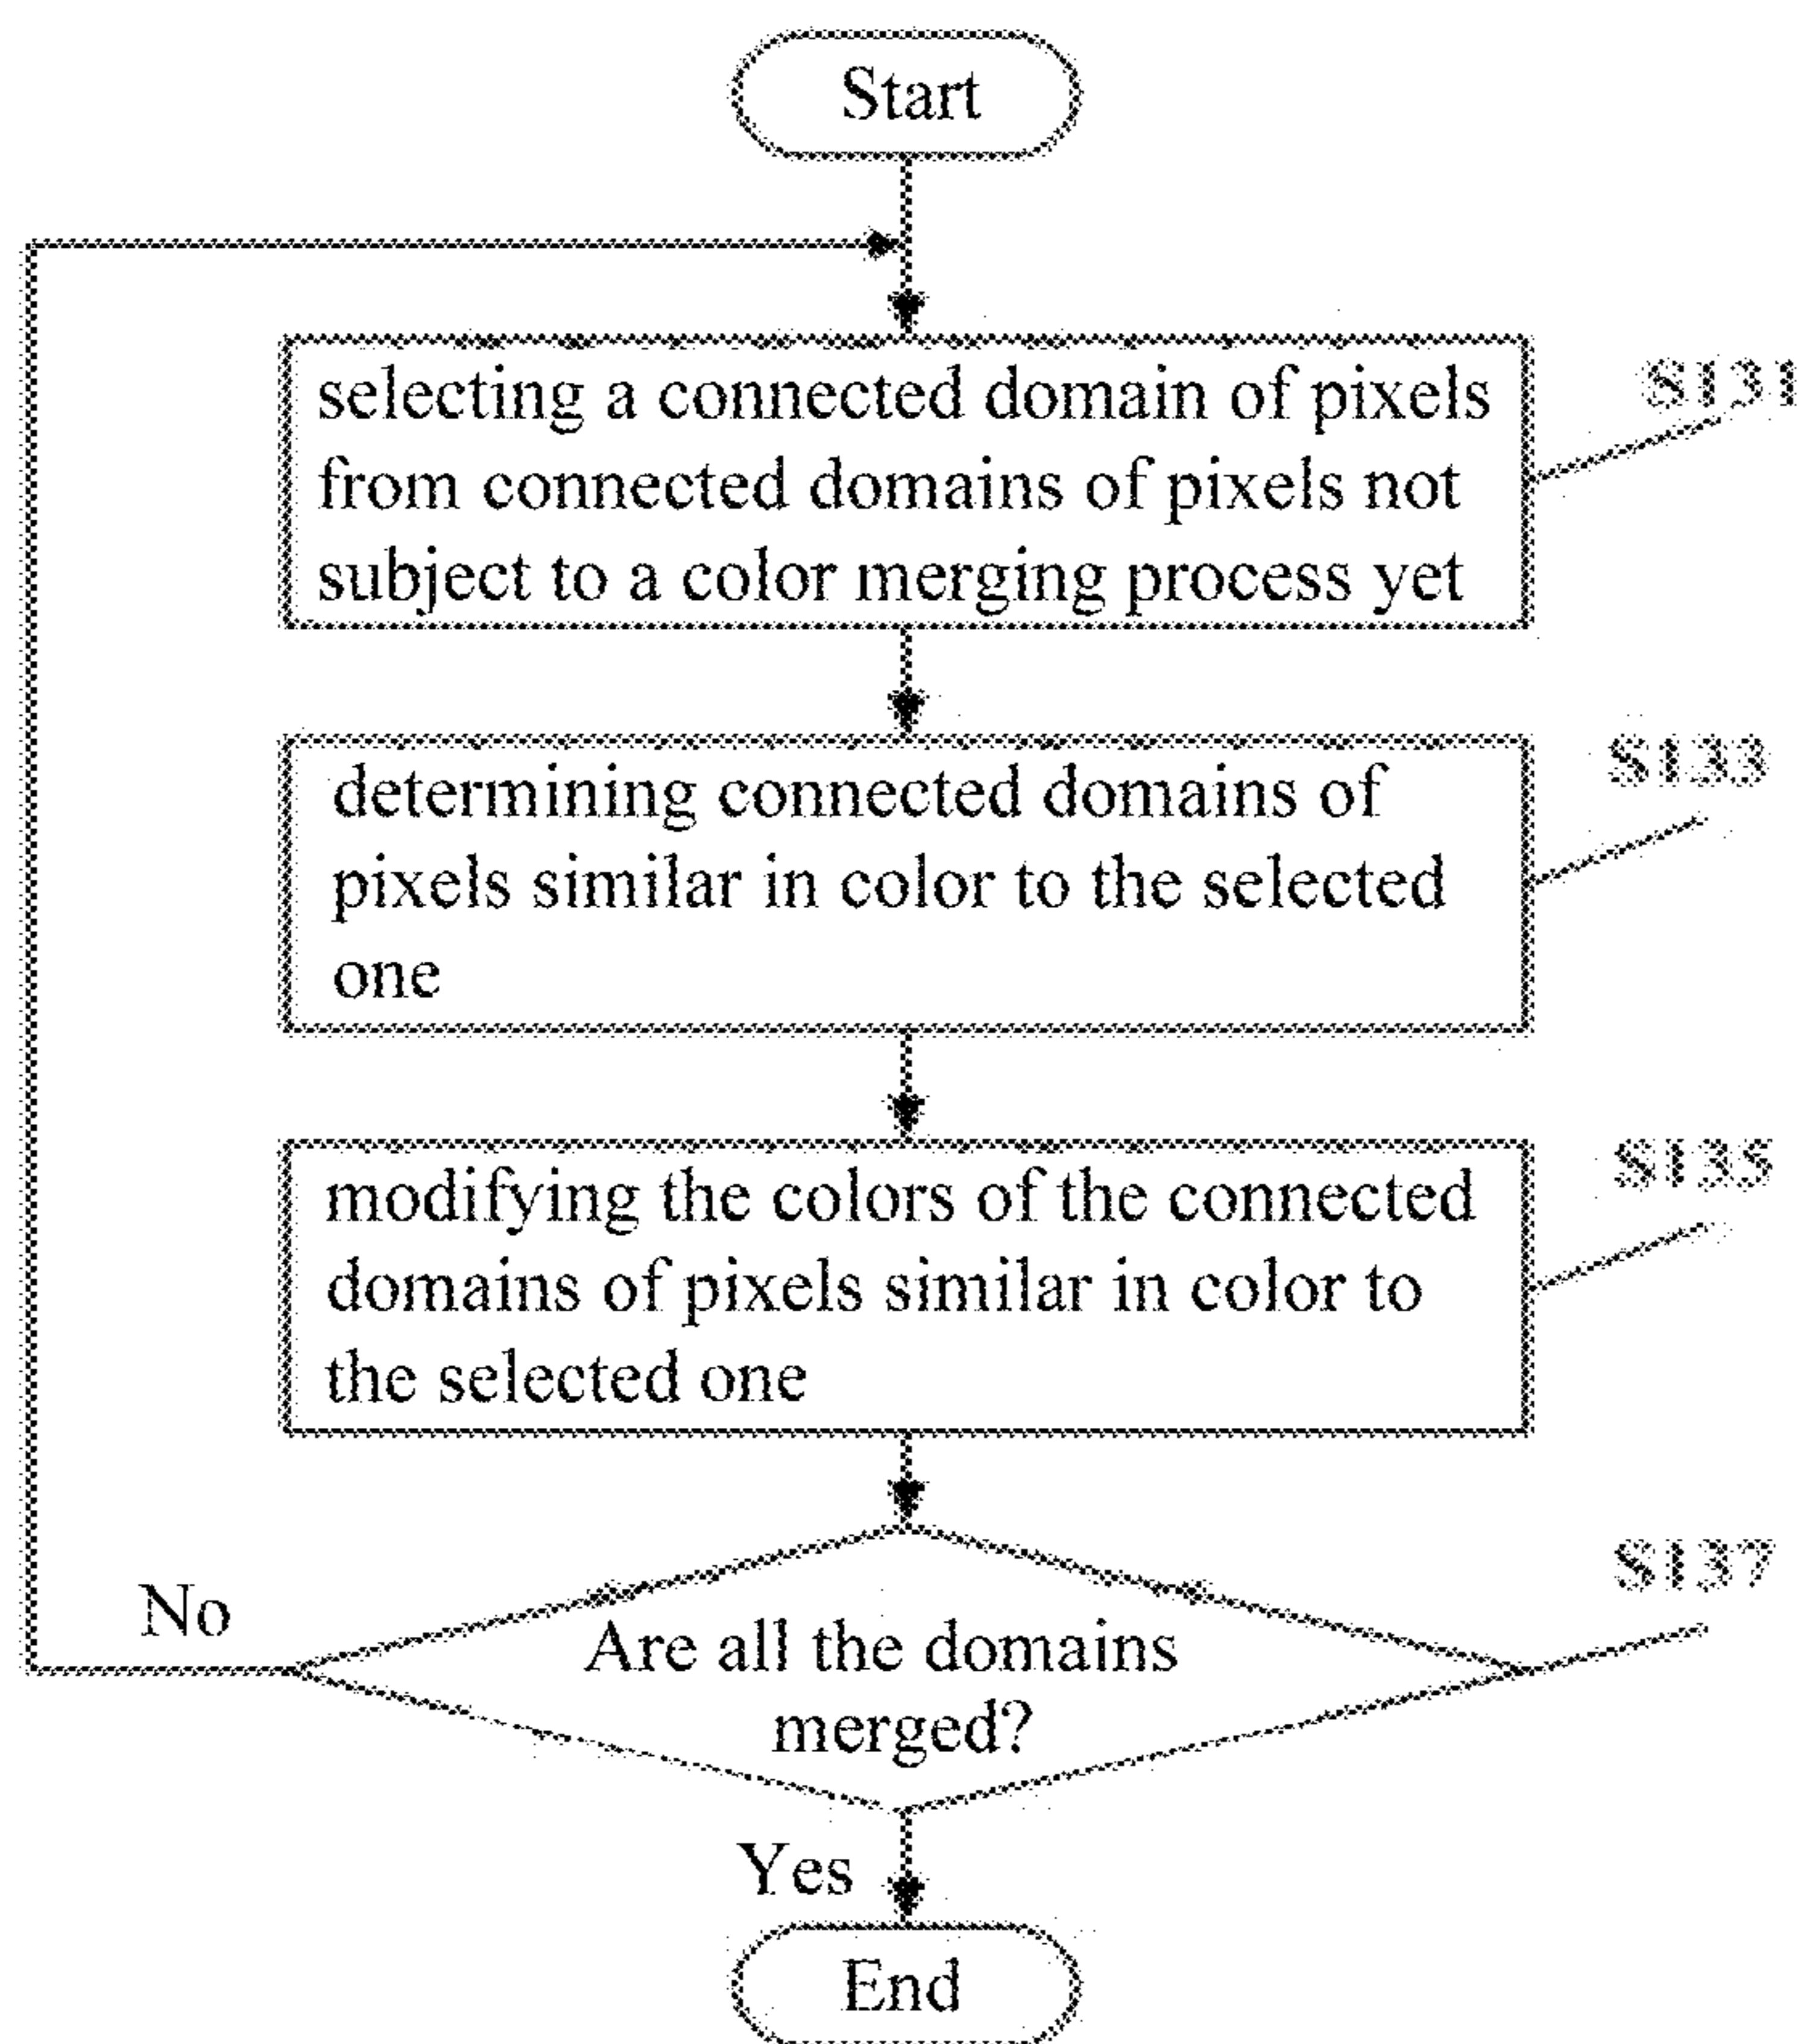 Start
selecting a connected domain of pixels
from connected domains of pixels not
subject to a color merging process yet
S131
determining connected domains of
pixels similar in color to the selected
one
S133
modifying the colors of the connected
domains of pixels similar in color to
the selected one
S135
Are all the domains
merged?
S137
No
Yes
End